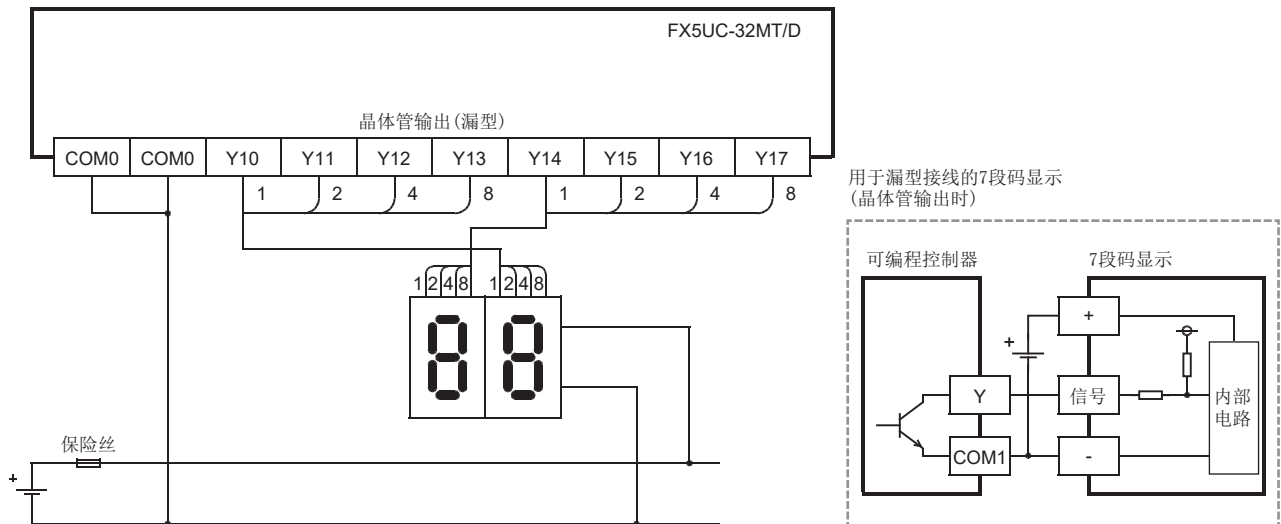 FX5UC-32MT/D
晶体管输出(漏型)
COM0 COM0 Y10 Y11 Y12 Y13 Y14 Y15 Y16 Y17
1 2 4 8 1 2 4 8
1 2 4 8 1 2 4 8
保险丝
+
用于漏型接线的7段码显示
(晶体管输出时)
可编程控制器 7段码显示
+
+
Y 信号
内部
电路
COM1 -